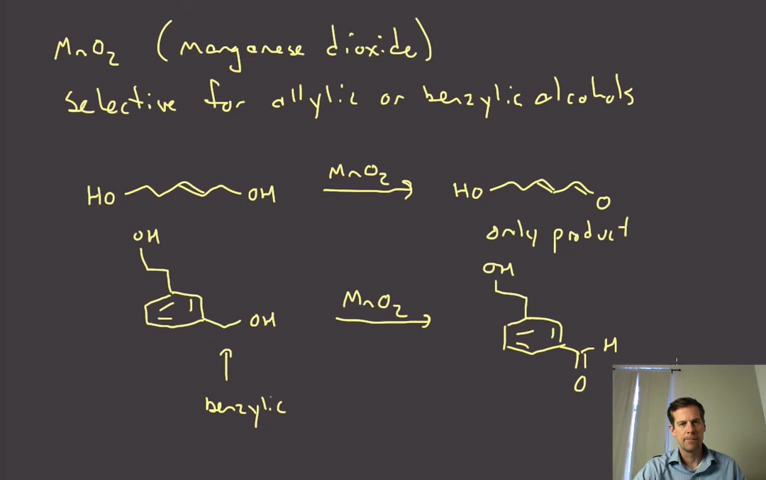 MnO2 (manganese dioxide)
Selective for allylic or benzylic alcohols
HO OH MnO2 HO O
only product
OH OH
OH MnO2 H
O
benzylic